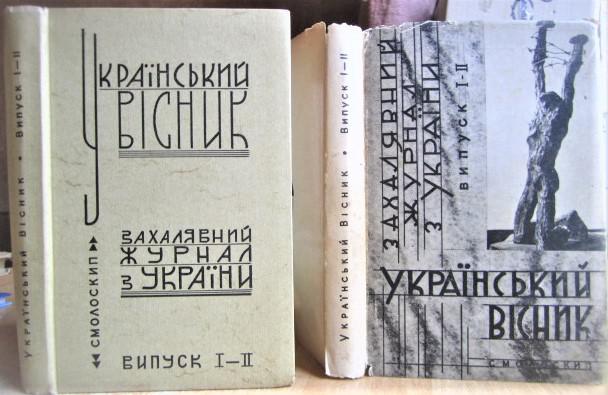 Український Вісник • Випуск I–II
УКРАЇНСЬКИЙ
ВІСНИК
ЗАХАЛЯВНИЙ
ЖУРНАЛ
З УКРАЇНИ
СМОЛОСКИП
ВИПУСК I–II
Український Вісник • Випуск I–II
ЗАХАЛЯВНИЙ
ЖУРНАЛ
З УКРАЇНИ
ВИПУСК I-II
УКРАЇНСЬКИЙ
ВІСНИК
СМОЛОСКИП